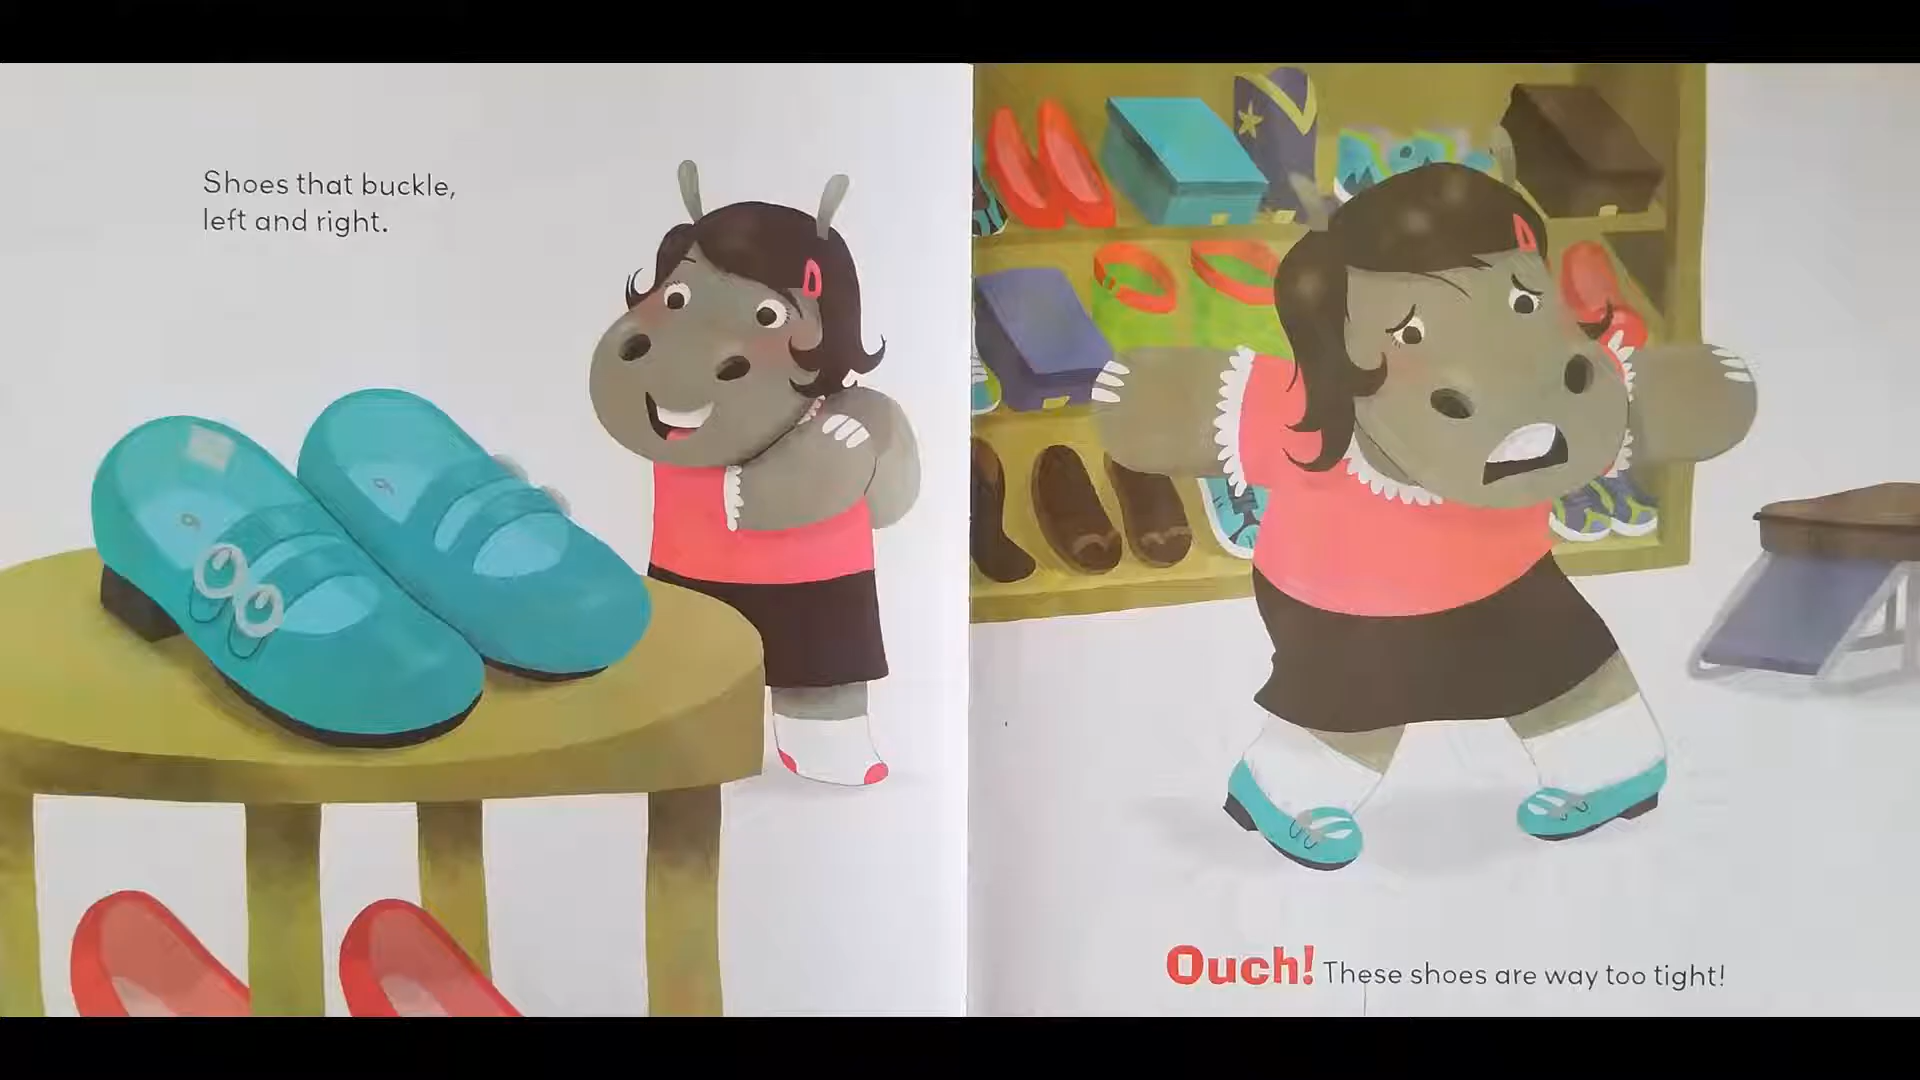 Shoes that buckle,
left and right.
Ouch! These shoes are way too tight!